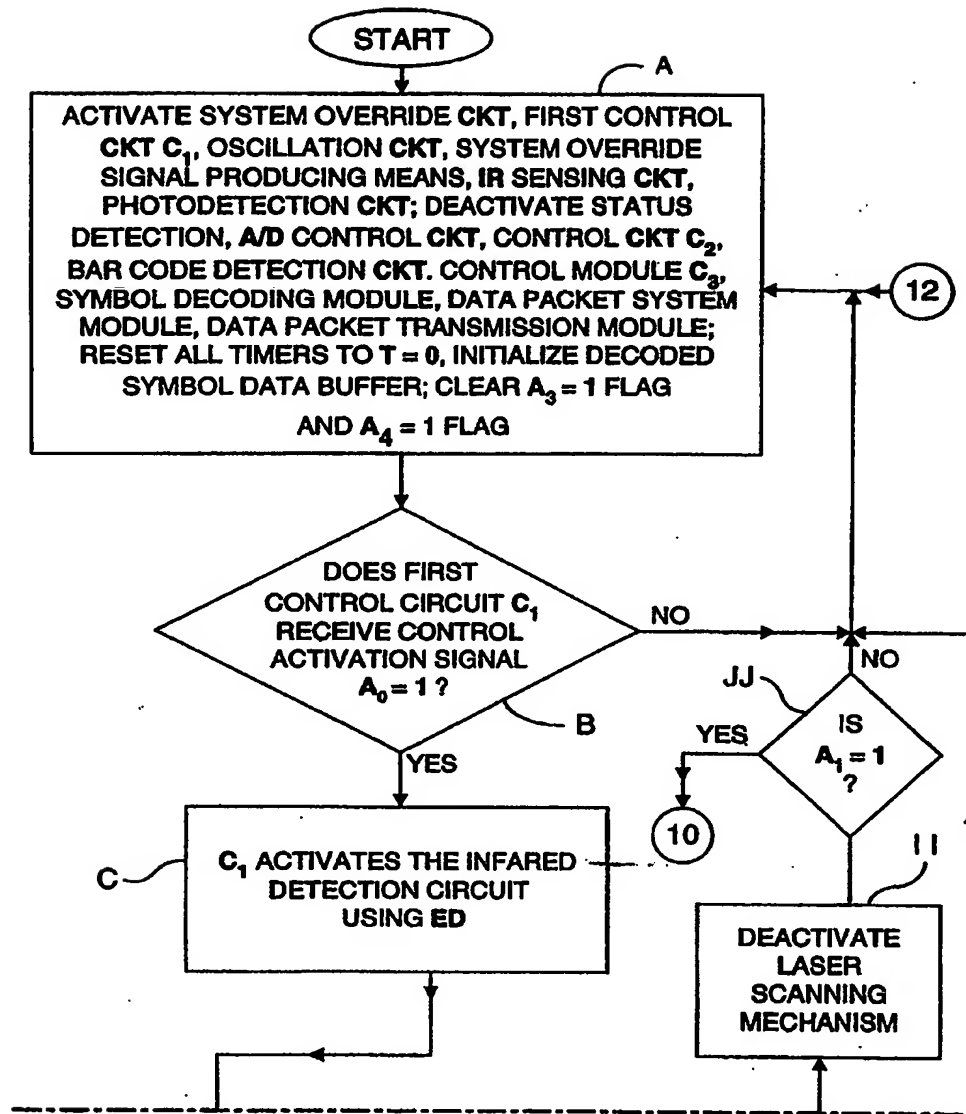 START
A
ACTIVATE SYSTEM OVERRIDE CKT, FIRST CONTROL
CKT C₁, OSCILLATION CKT, SYSTEM OVERRIDE
SIGNAL PRODUCING MEANS, IR SENSING CKT,
PHOTODETECTION CKT; DEACTIVATE STATUS
DETECTION, A/D CONTROL CKT, CONTROL CKT C₂,
BAR CODE DETECTION CKT. CONTROL MODULE C₃,
SYMBOL DECODING MODULE, DATA PACKET SYSTEM
MODULE, DATA PACKET TRANSMISSION MODULE;
RESET ALL TIMERS TO T = 0, INITIALIZE DECODED
SYMBOL DATA BUFFER; CLEAR A₃ = 1 FLAG
AND A₄ = 1 FLAG
12
DOES FIRST
CONTROL CIRCUIT C₁
RECEIVE CONTROL
ACTIVATION SIGNAL
A₀ = 1 ?
NO
B
YES
NO
JJ
IS
A₁ = 1
?
YES
10
C
C₁ ACTIVATES THE INFARED
DETECTION CIRCUIT
USING ED
II
DEACTIVATE
LASER
SCANNING
MECHANISM